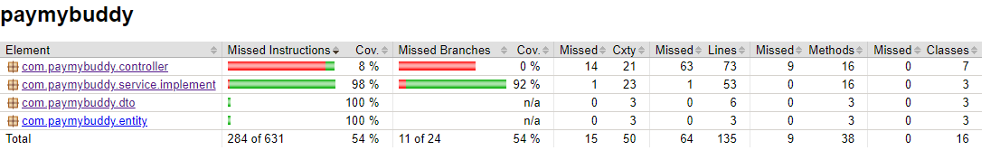 paymybuddy
Element Missed Instructions Cov. Missed Branches Cov. Missed Cxty Missed Lines Missed Methods Missed Classes
com.paymybuddy.controller 8 % 0 % 14 21 63 73 9 16 0 7
com.paymybuddy.service.implement 98 % 92 % 1 23 1 53 0 16 0 3
com.paymybuddy.dto 100 % n/a 0 3 0 6 0 3 0 3
com.paymybuddy.entity 100 % n/a 0 3 0 3 0 3 0 3
Total 284 of 631 54 % 11 of 24 54 % 15 50 64 135 9 38 0 16